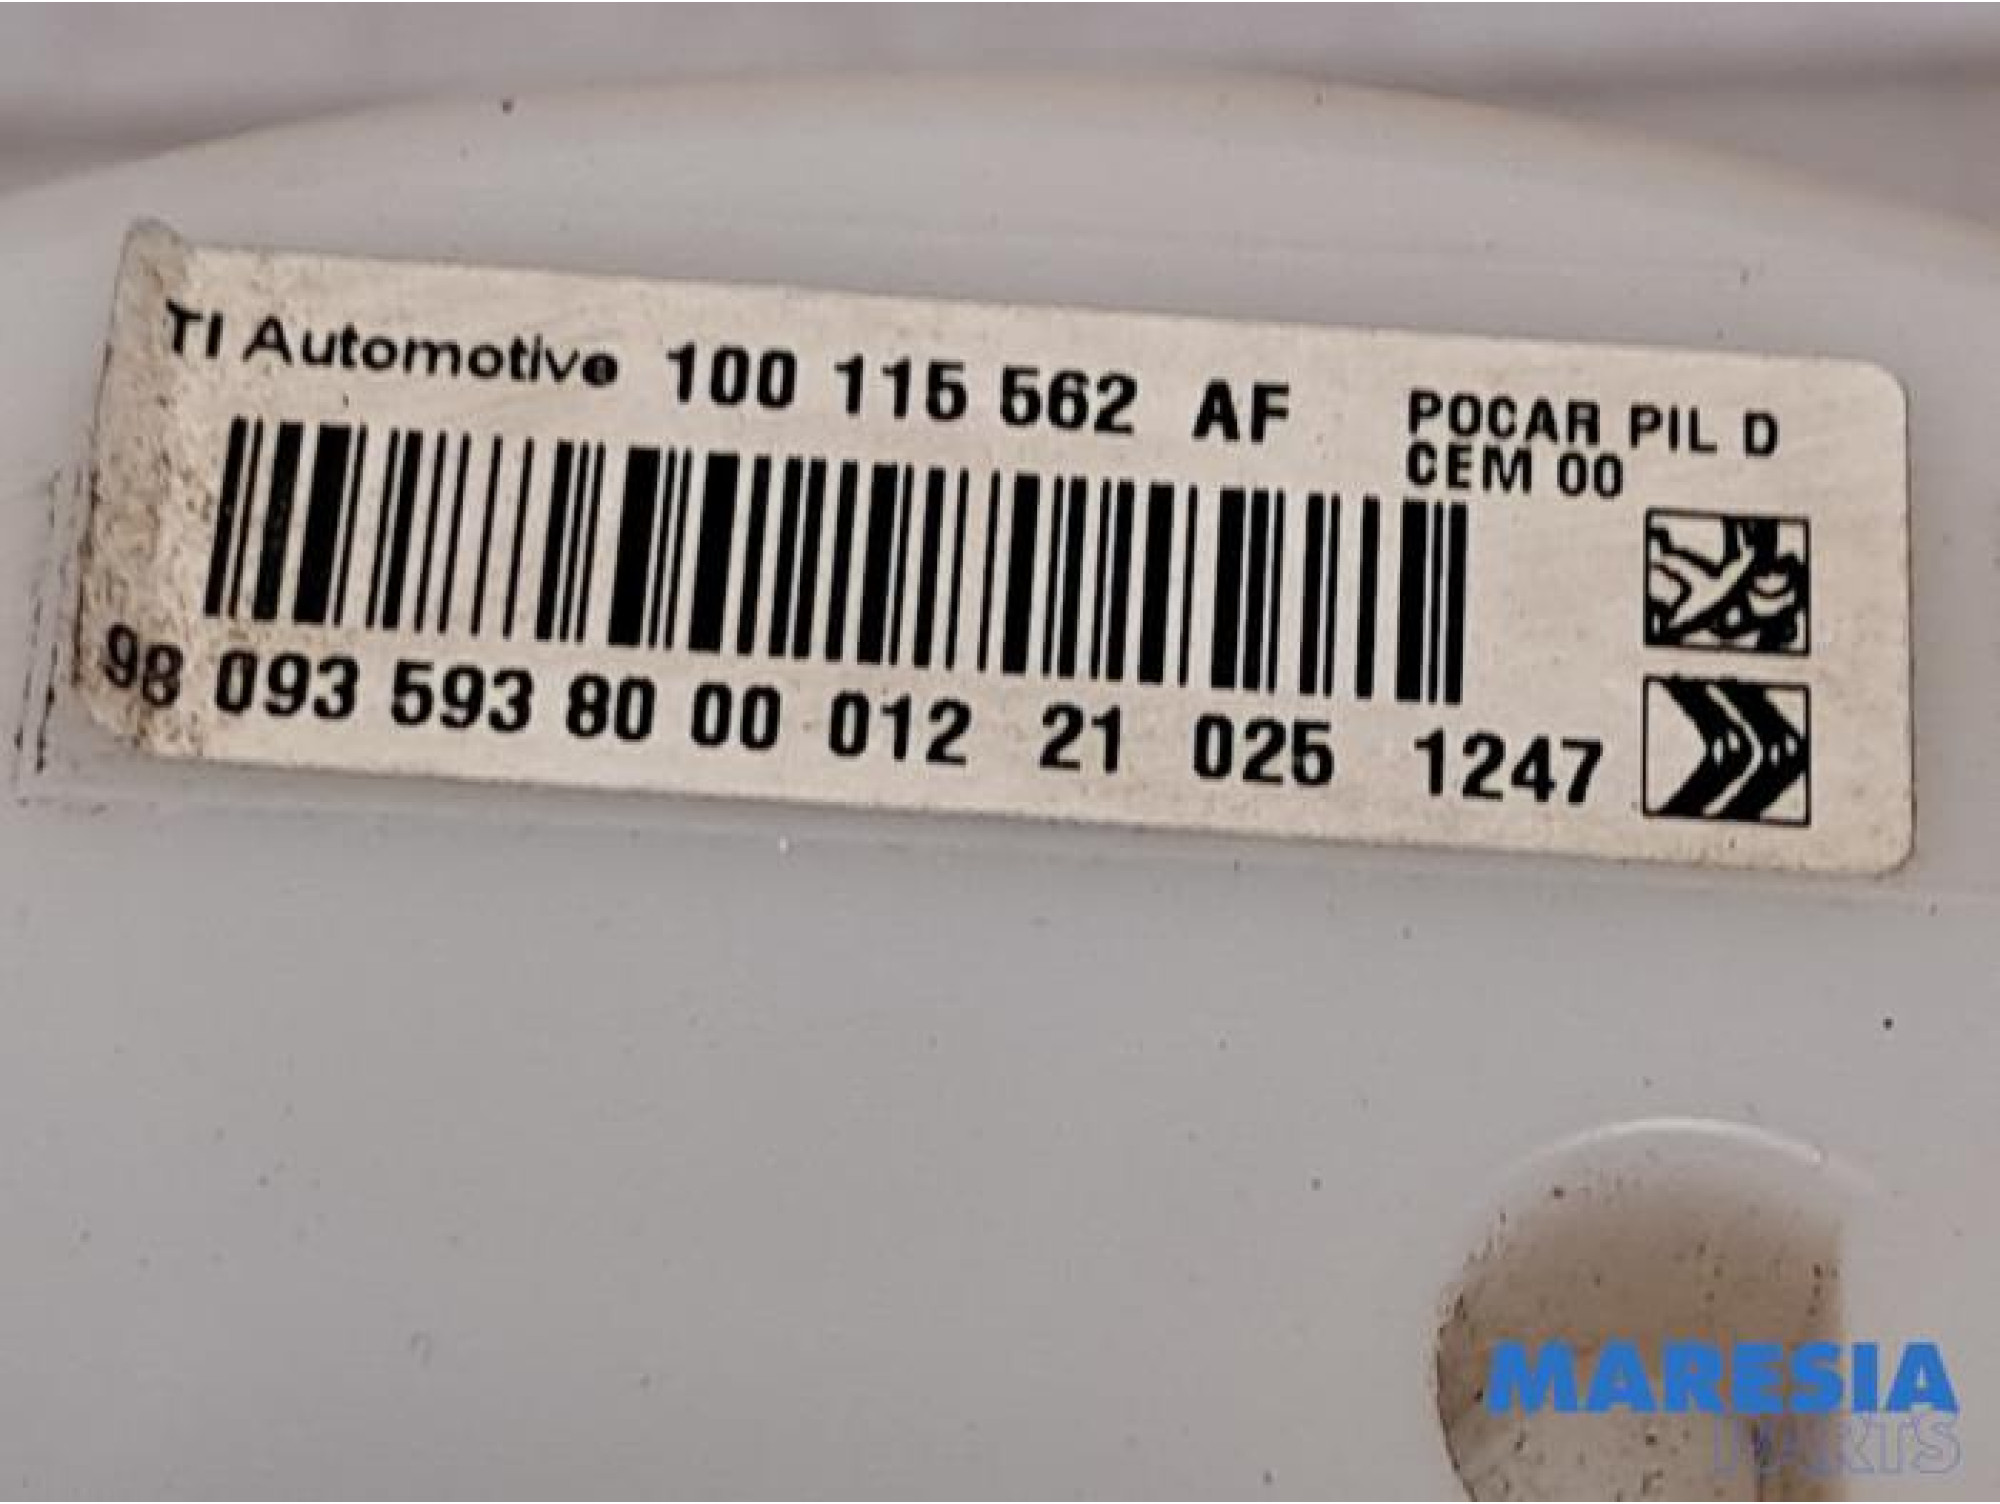 TI Automotive 100 115 562 AF POCAR PIL D
CEM 00
98 093 593 80 00 012 21 025 1247
MARESIA
PARTS